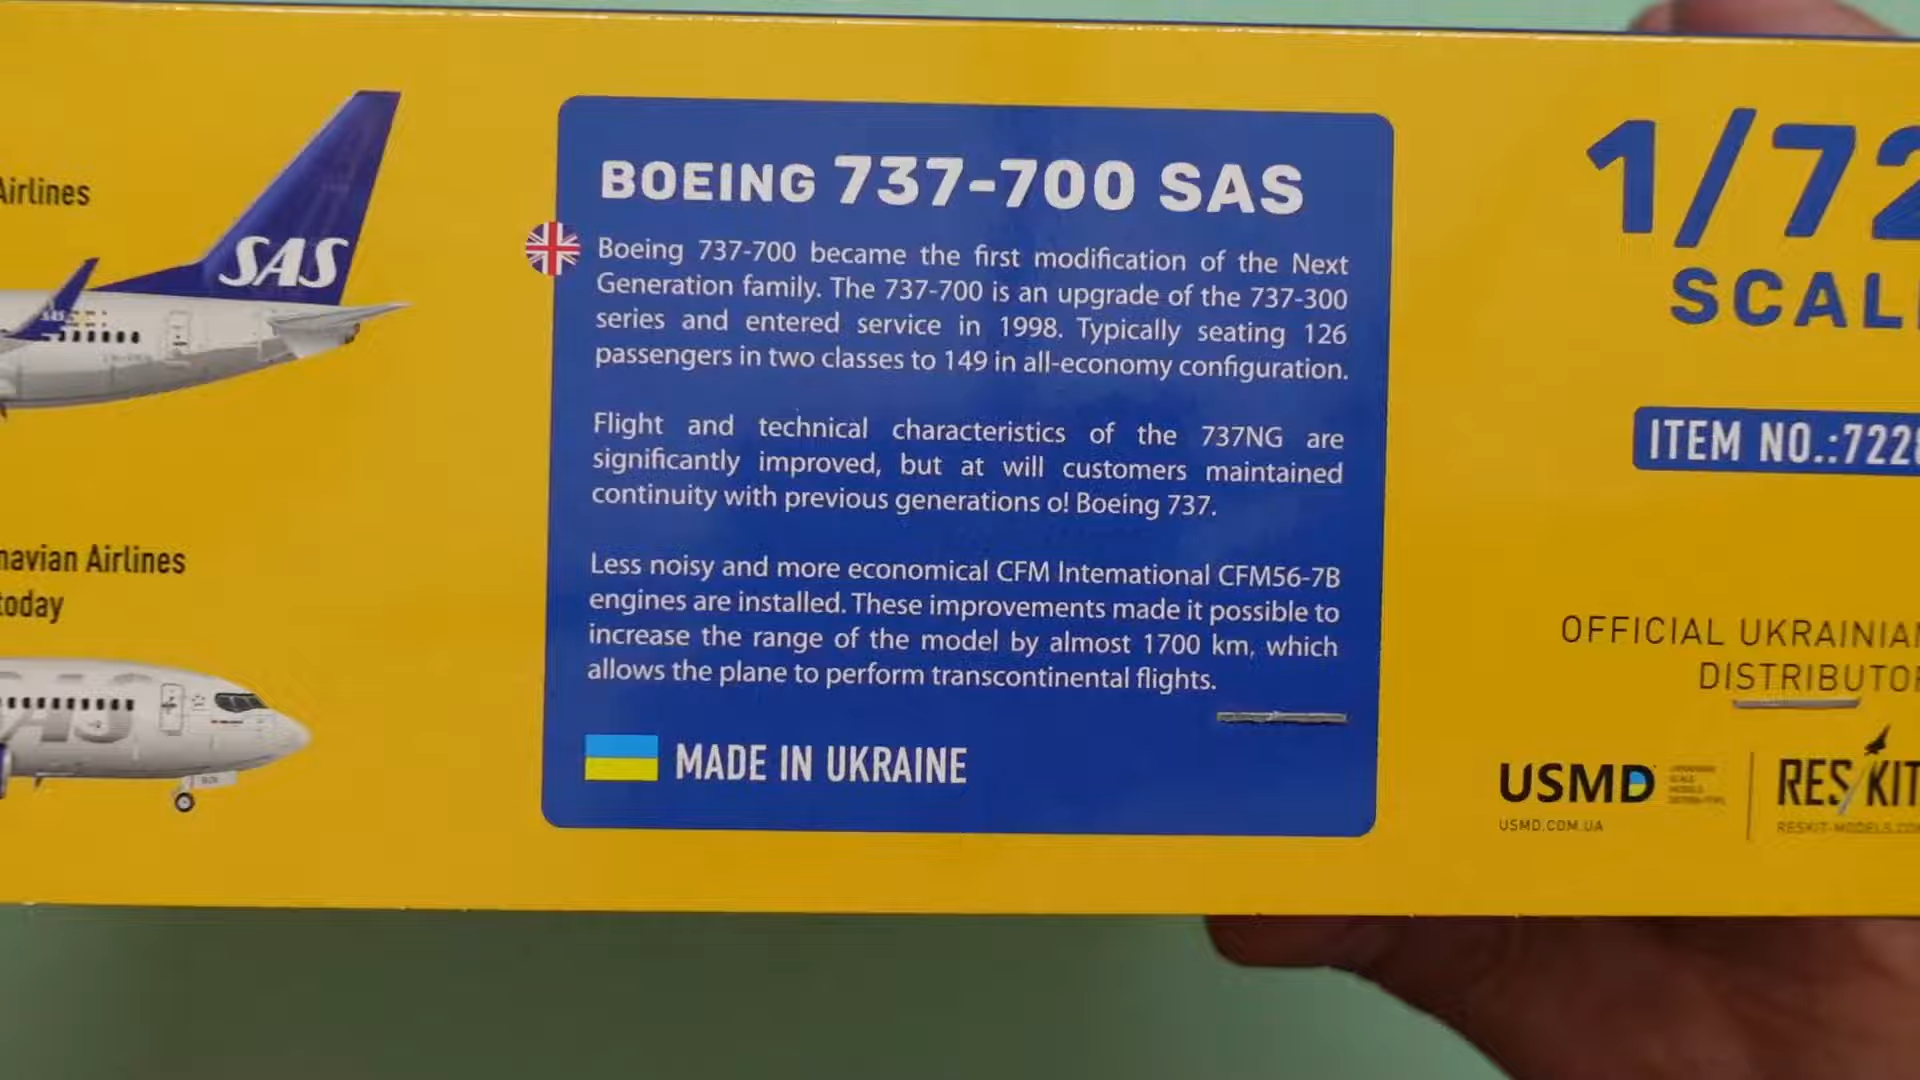 Airlines
SAS
BOEING 737-700 SAS
Boeing 737-700 became the first modification of the Next
Generation family. The 737-700 is an upgrade of the 737-300
series and entered service in 1998. Typically seating 126
passengers in two classes to 149 in all-economy configuration.
Flight and technical characteristics of the 737NG are
significantly improved, but at will customers maintained
continuity with previous generations o! Boeing 737.
Less noisy and more economical CFM International CFM56-7B
engines are installed. These improvements made it possible to
increase the range of the model by almost 1700 km, which
allows the plane to perform transcontinental flights.
MADE IN UKRAINE
navian Airlines
today
1/72
SCAL
ITEM NO.:722
OFFICIAL UKRAINIAN
DISTRIBUTO
USMD
USMD.COM.UA
RESKIT
RESKIT-MODELS.CO